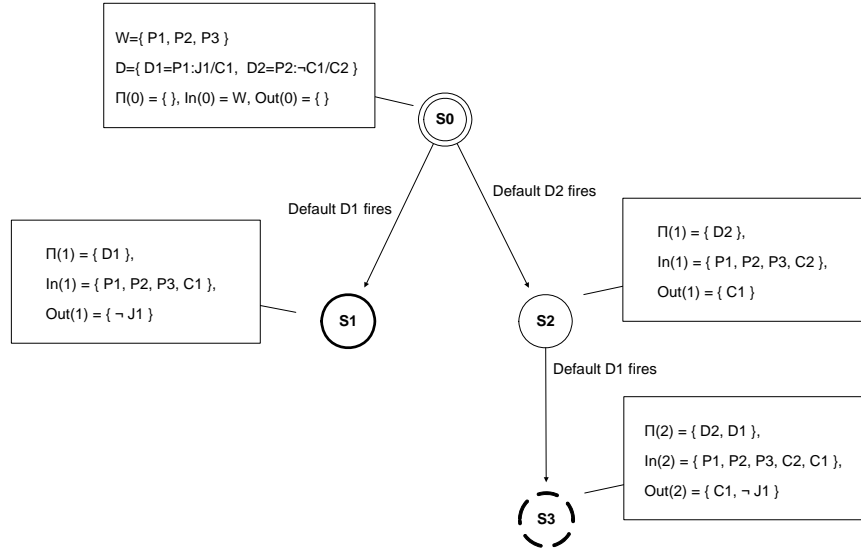 W={ P1, P2, P3 }
D={ D1=P1:J1/C1,  D2=P2:¬C1/C2 }
Π(0) = { }, In(0) = W, Out(0) = { }
S0
Default D1 fires
Default D2 fires
Π(1) = { D1 },
In(1) = { P1, P2, P3, C1 },
Out(1) = { ¬ J1 }
S1
Π(1) = { D2 },
In(1) = { P1, P2, P3, C2 },
Out(1) = { C1 }
S2
Default D1 fires
Π(2) = { D2, D1 },
In(2) = { P1, P2, P3, C2, C1 },
Out(2) = { C1, ¬ J1 }
S3